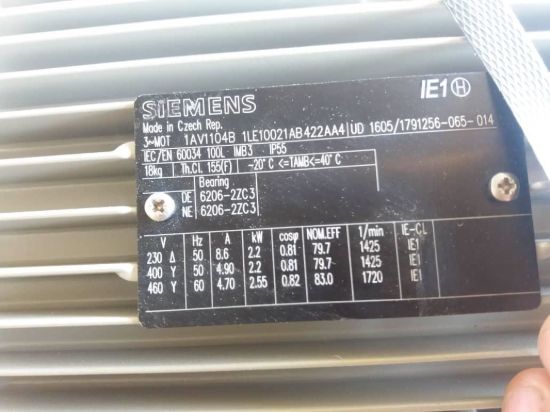 IE1 H
SIEMENS
Made in Czech Rep.
3~MOT 1AV1104B 1LE10021AB422AA4 UD 1605/1791256-065-014
IEC/EN 60034 100L IMB3 IP55
18kg Th.Cl. 155(F) -20°C <=TAMB<=40°C
Bearing
DE 6206-2ZC3
NE 6206-2ZC3
V Hz A kW cosφ NOM.EFF 1/min IE-CL
230 Δ 50 8.6 2.2 0.81 79.7 1425 IE1
400 Y 50 4.90 2.2 0.81 79.7 1425 IE1
460 Y 60 4.70 2.55 0.82 83.0 1720 IE1